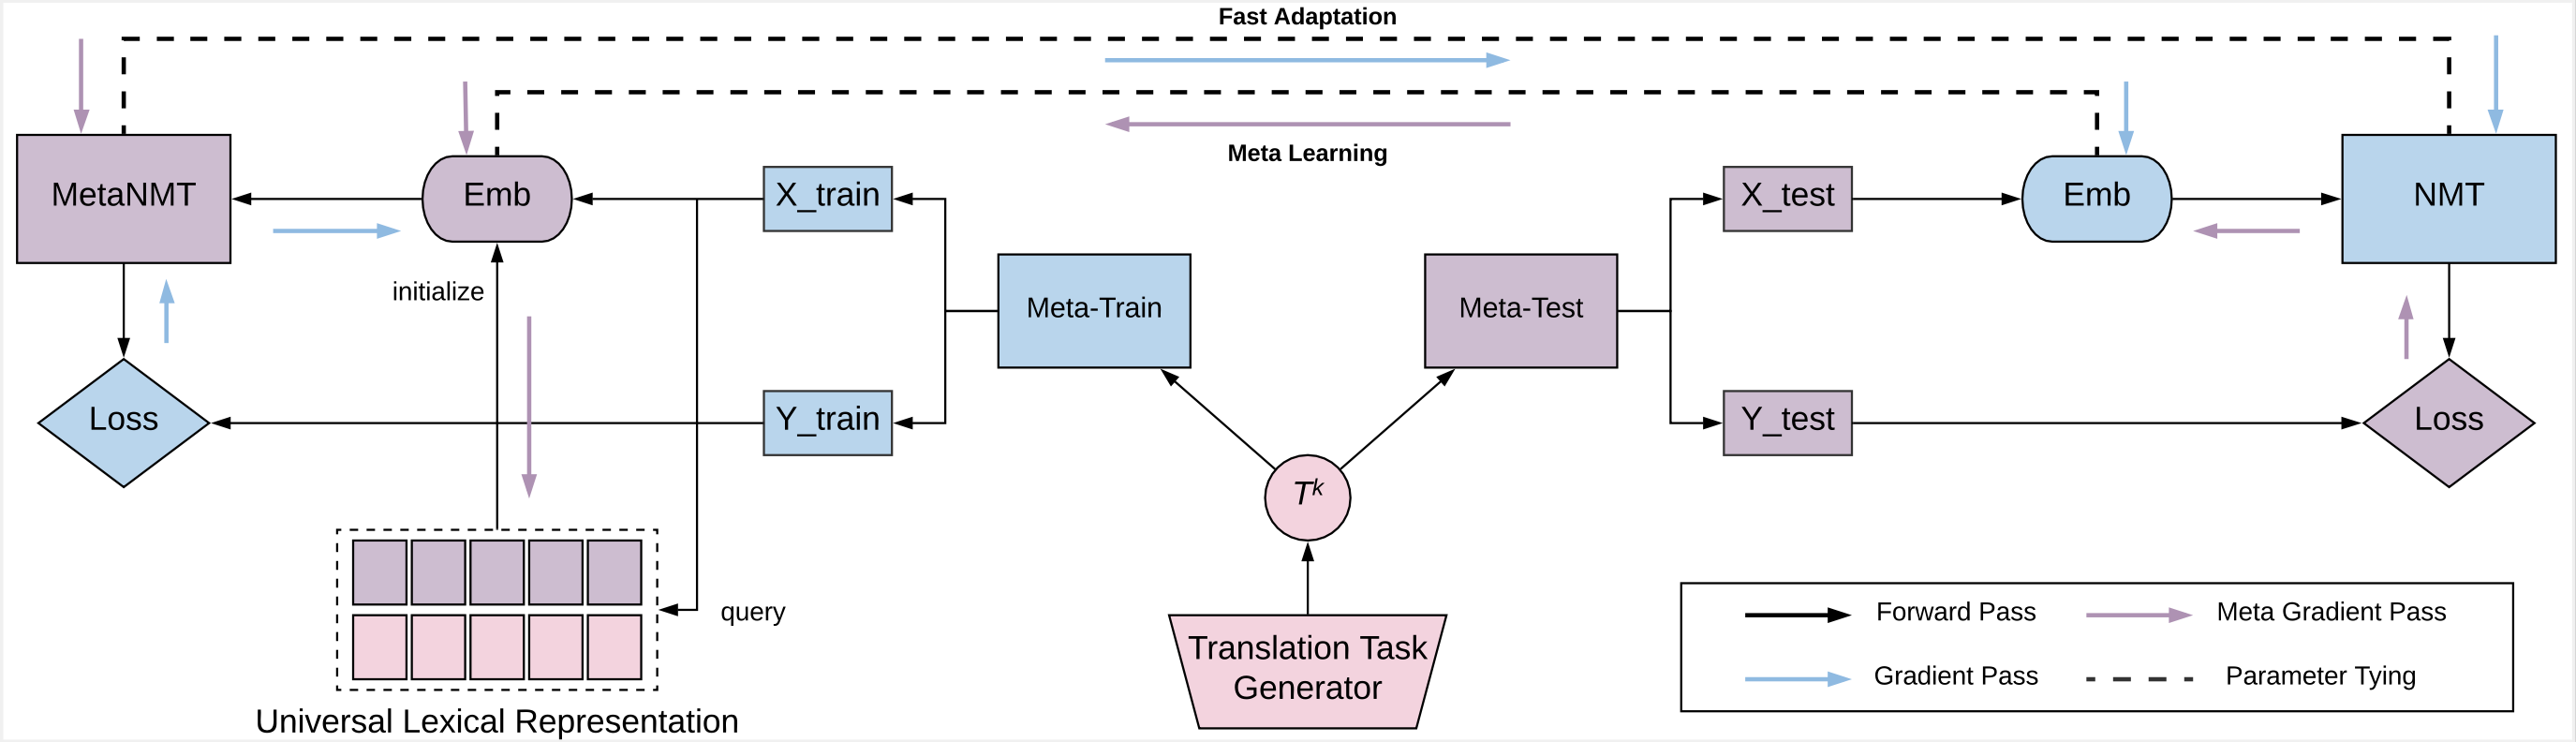 Fast Adaptation
Meta Learning
MetaNMT
Emb
X_train
X_test
Emb
NMT
initialize
Meta-Train
Meta-Test
Loss
Y_train
Y_test
Loss
T^k
query
Translation Task
Generator
Universal Lexical Representation
Forward Pass
Meta Gradient Pass
Gradient Pass
Parameter Tying